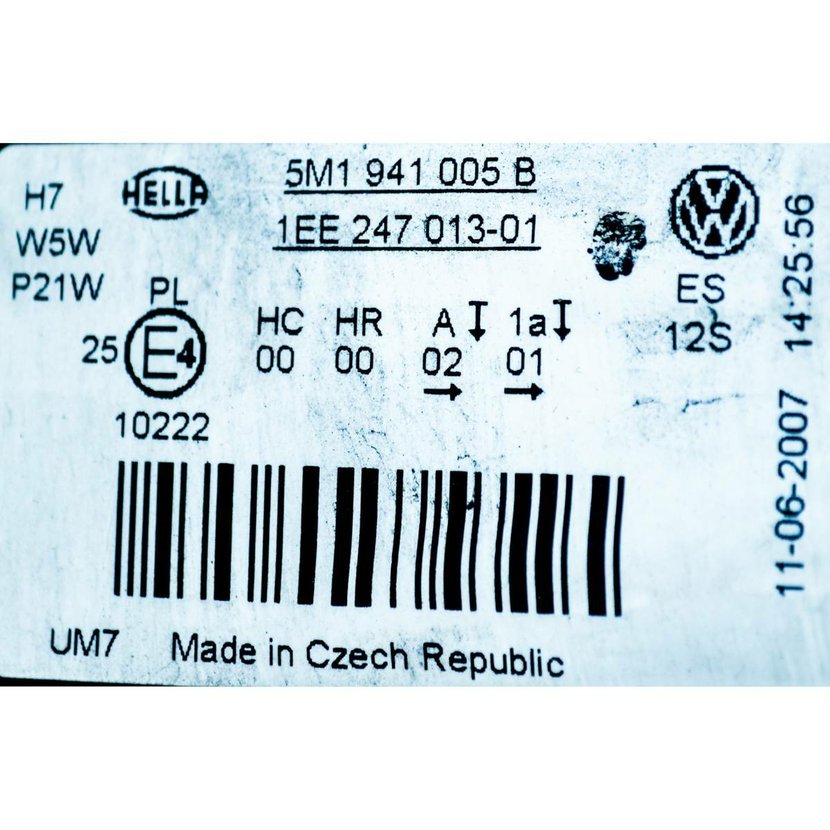 H7
W5W
P21W
HELLA
5M1 941 005 B
1EE 247 013-01
VW
ES
12S
PL
25 E4
10222
HC HR A 1a
00 00 02 01
UM7 Made in Czech Republic
11-06-2007 14:25:56